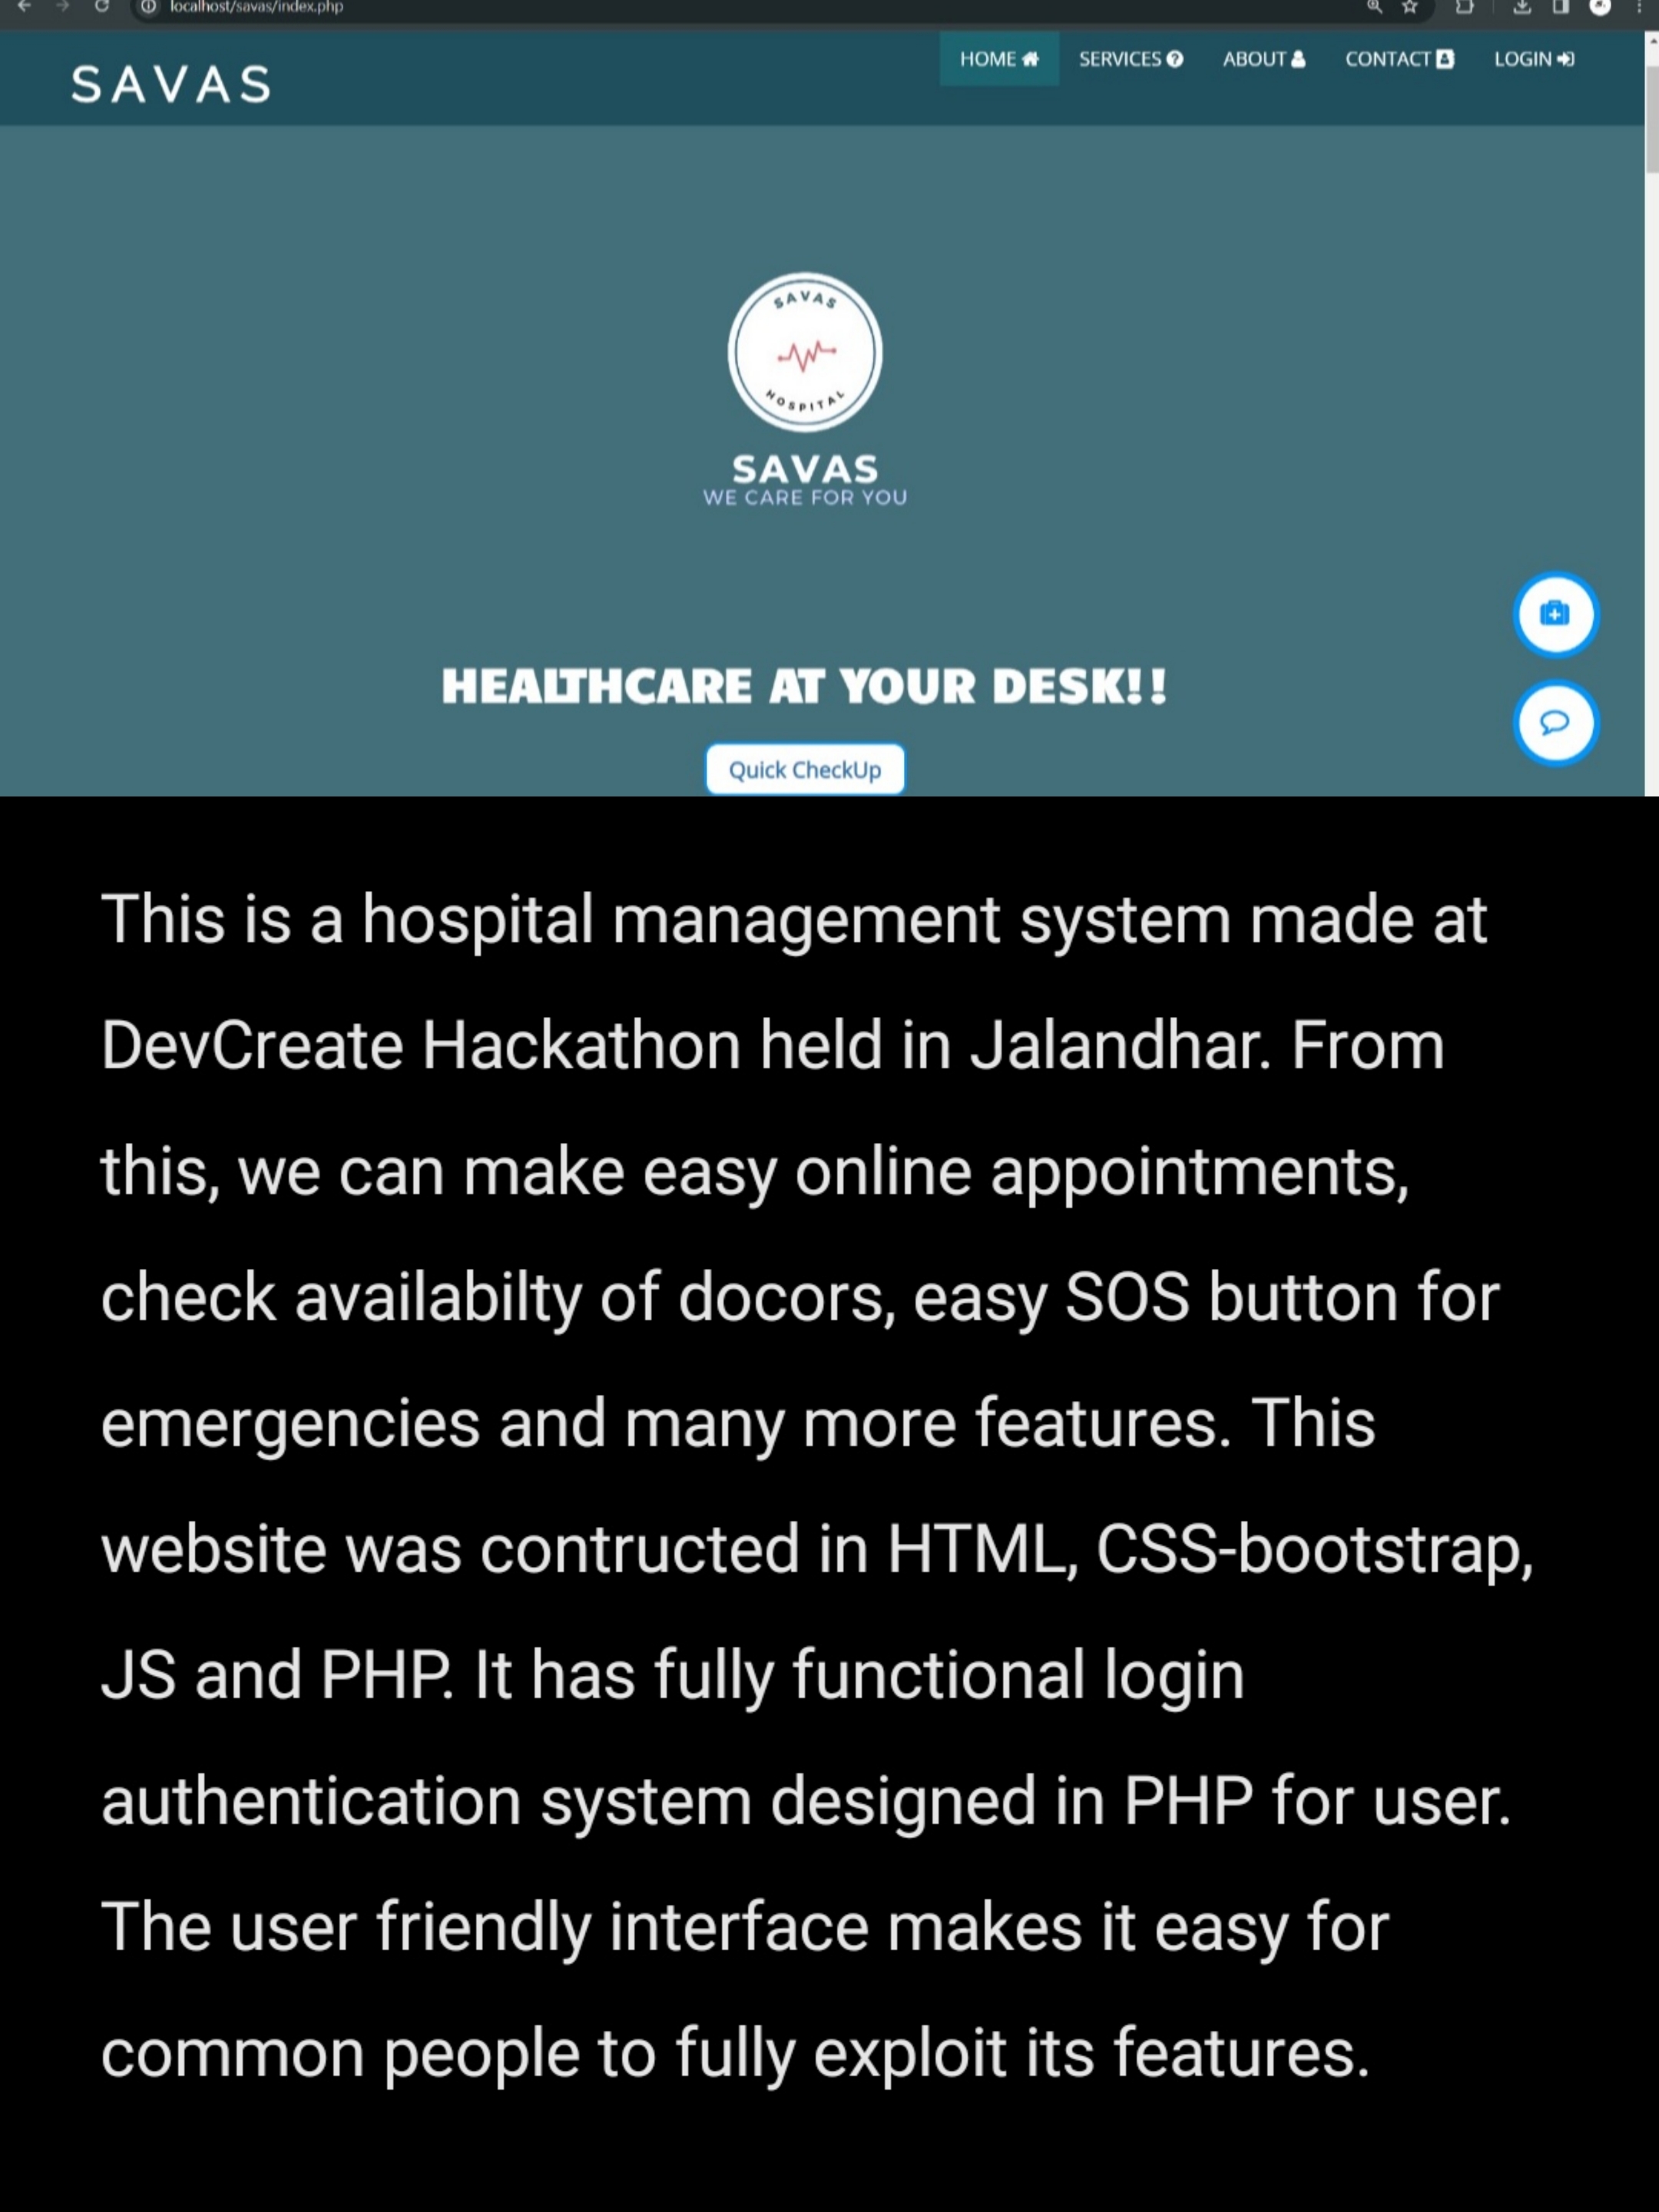 localhost/savas/index.php
SAVAS
HOME
SERVICES
ABOUT
CONTACT
LOGIN
SAVAS
HOSPITAL
SAVAS
WE CARE FOR YOU
HEALTHCARE AT YOUR DESK!!
Quick CheckUp
This is a hospital management system made at
DevCreate Hackathon held in Jalandhar. From
this, we can make easy online appointments,
check availabilty of docors, easy SOS button for
emergencies and many more features. This
website was contructed in HTML, CSS-bootstrap,
JS and PHP. It has fully functional login
authentication system designed in PHP for user.
The user friendly interface makes it easy for
common people to fully exploit its features.